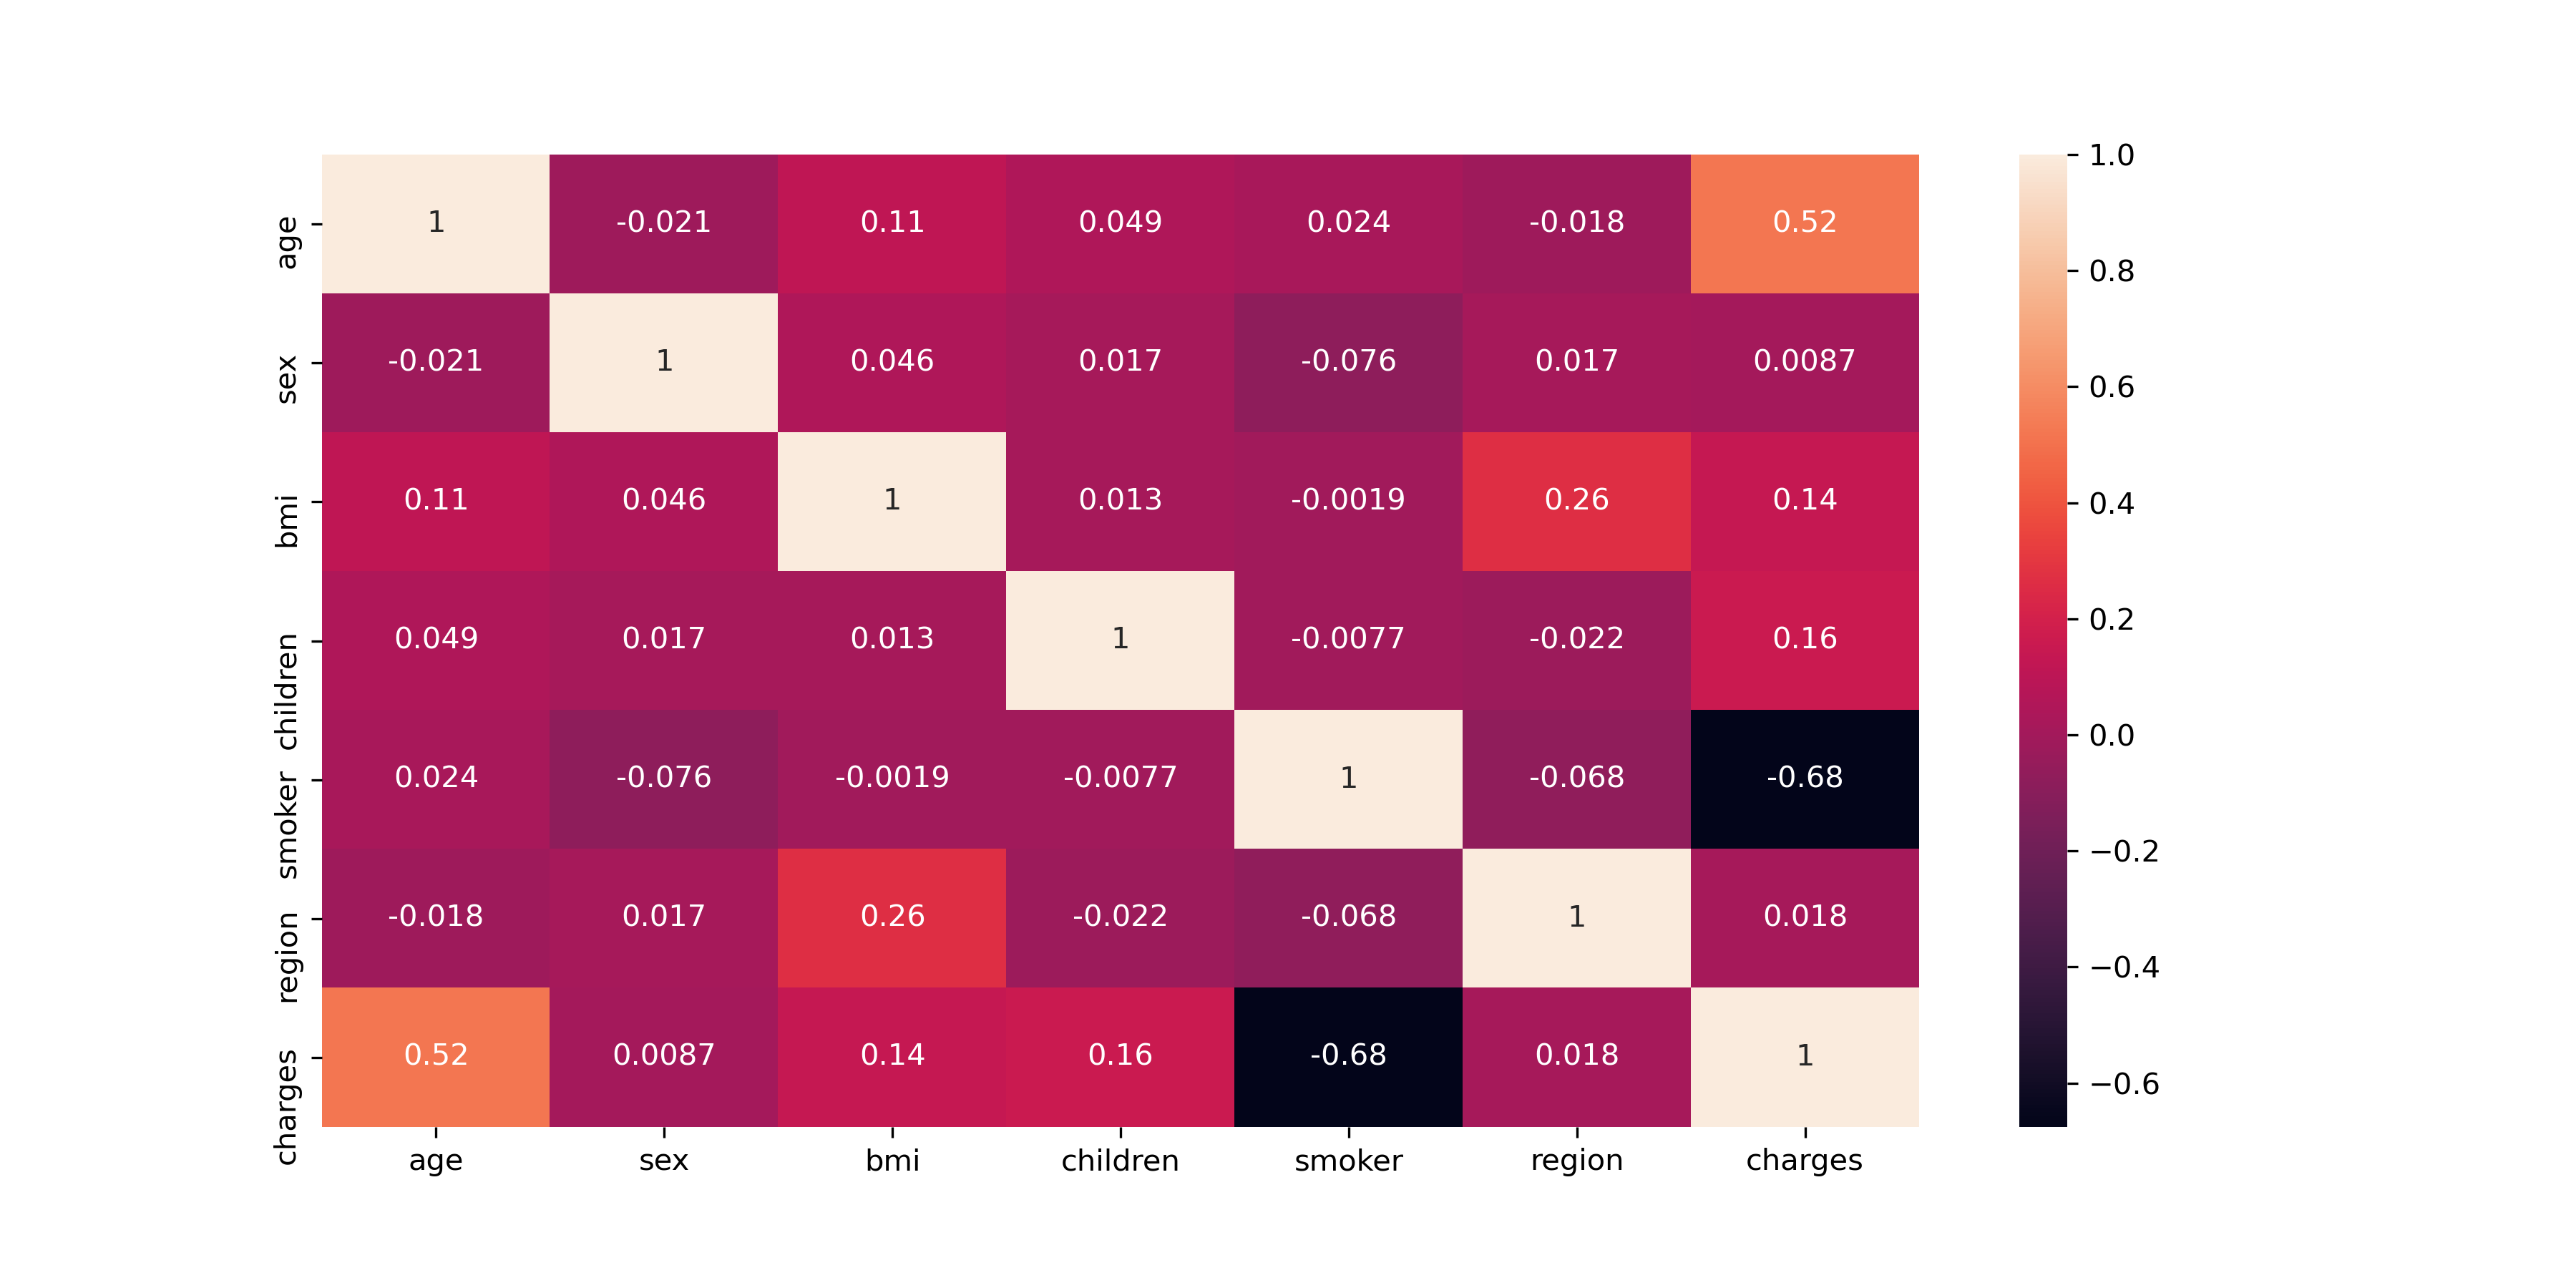 1.0
age 1 -0.021 0.11 0.049 0.024 -0.018 0.52
0.8
sex -0.021 1 0.046 0.017 -0.076 0.017 0.0087
0.6
bmi 0.11 0.046 1 0.013 -0.0019 0.26 0.14
0.4
children 0.049 0.017 0.013 1 -0.0077 -0.022 0.16
0.2
0.0
smoker 0.024 -0.076 -0.0019 -0.0077 1 -0.068 -0.68
−0.2
region -0.018 0.017 0.26 -0.022 -0.068 1 0.018
−0.4
charges 0.52 0.0087 0.14 0.16 -0.68 0.018 1
−0.6
age sex bmi children smoker region charges